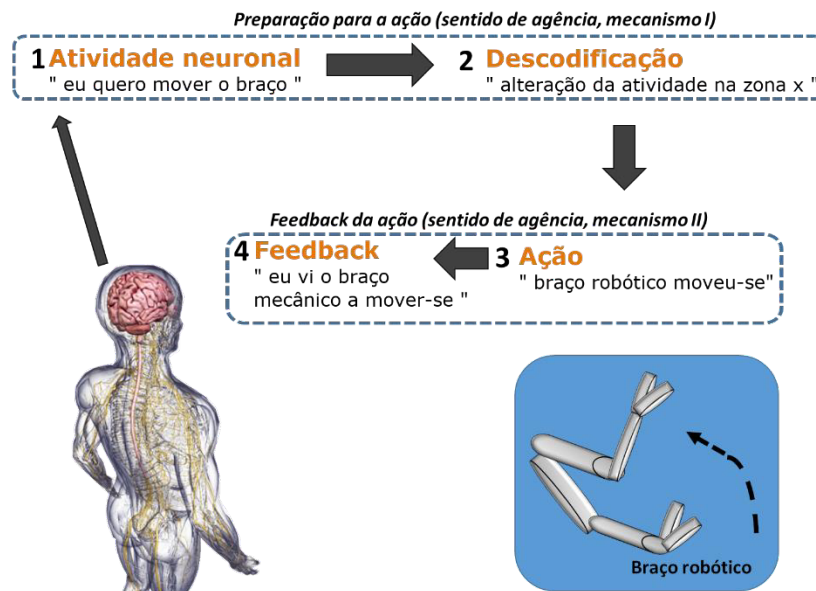 Preparação para a ação (sentido de agência, mecanismo I)
1 Atividade neuronal
" eu quero mover o braço "
2 Descodificação
" alteração da atividade na zona x "
Feedback da ação (sentido de agência, mecanismo II)
4 Feedback
" eu vi o braço
mecânico a mover-se "
3 Ação
" braço robótico moveu-se"
Braço robótico